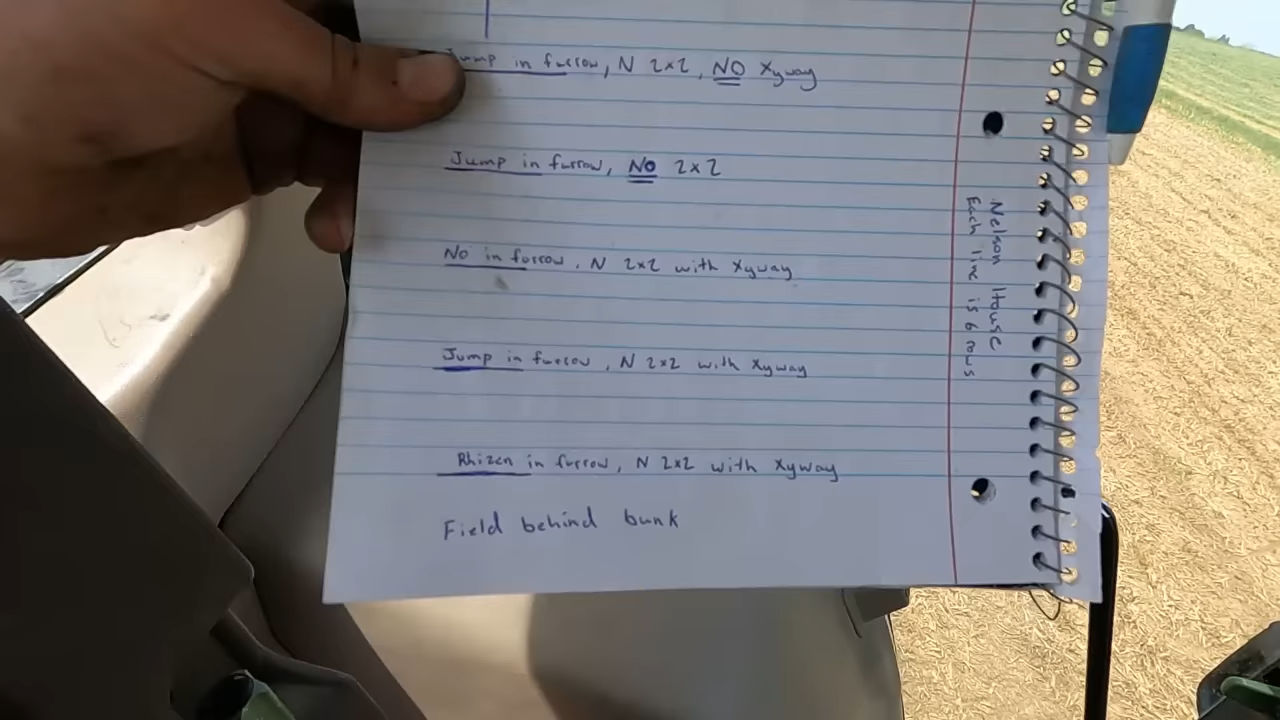 Jump in furrow, N 2x2, NO Xyway
Jump in furrow, NO 2x2
No in furrow, N 2x2 with Xyway
Jump in furrow, N 2x2 with Xyway
Rhizen in furrow, N 2x2 with Xyway
Field behind bunk
Nelson House
Each line is 6 rows